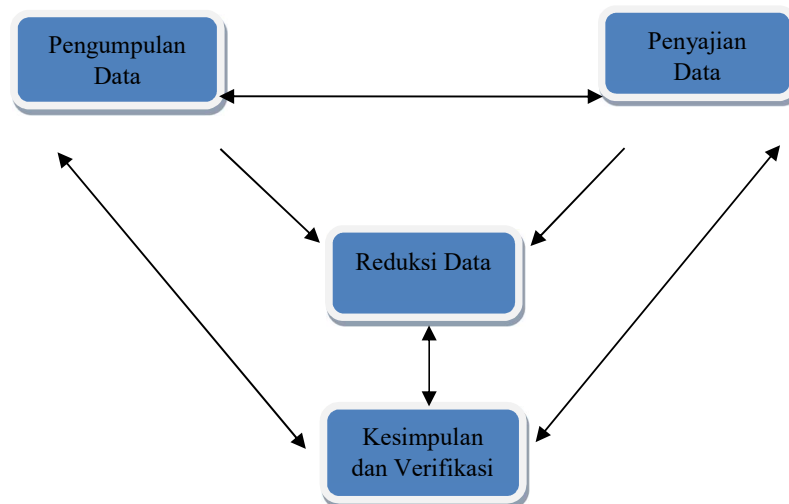 Pengumpulan
Data
Penyajian
Data
Reduksi Data
Kesimpulan
dan Verifikasi